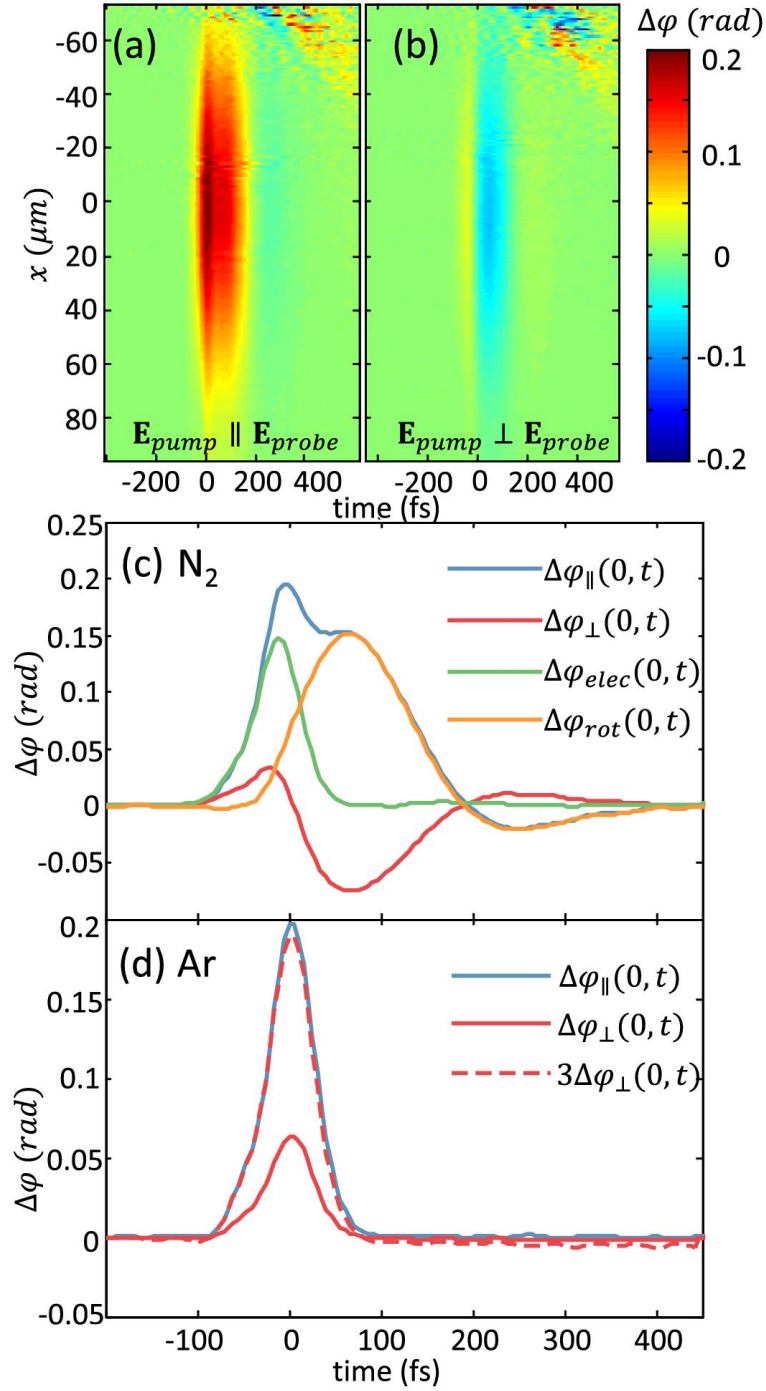 Δφ (rad)
(a)
(b)
-60
-40
-20
0
20
40
60
80
x (μm)
E_pump ∥ E_probe
E_pump ⊥ E_probe
0.2
0.1
0
-0.1
-0.2
-200 0 200 400
-200 0 200 400
time (fs)
0.25
0.2
0.15
0.1
0.05
0
-0.05
Δφ (rad)
(c) N₂
Δφ∥(0, t)
Δφ⊥(0, t)
Δφ_elec(0, t)
Δφ_rot(0, t)
0.2
0.15
0.1
0.05
0
-0.05
Δφ (rad)
(d) Ar
Δφ∥(0, t)
Δφ⊥(0, t)
3Δφ⊥(0, t)
-100 0 100 200 300 400
time (fs)